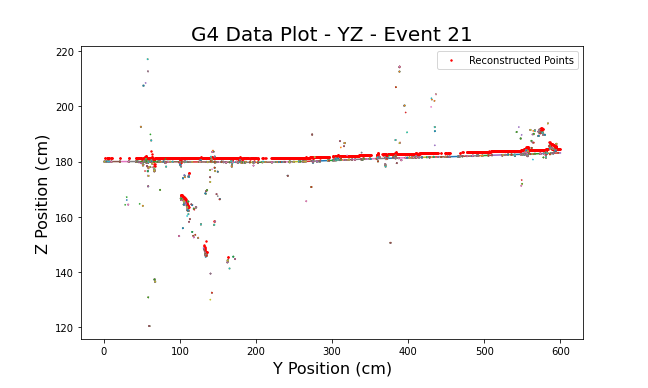 G4 Data Plot - YZ - Event 21
Reconstructed Points
Z Position (cm)
220
200
180
160
140
120
0 100 200 300 400 500 600
Y Position (cm)